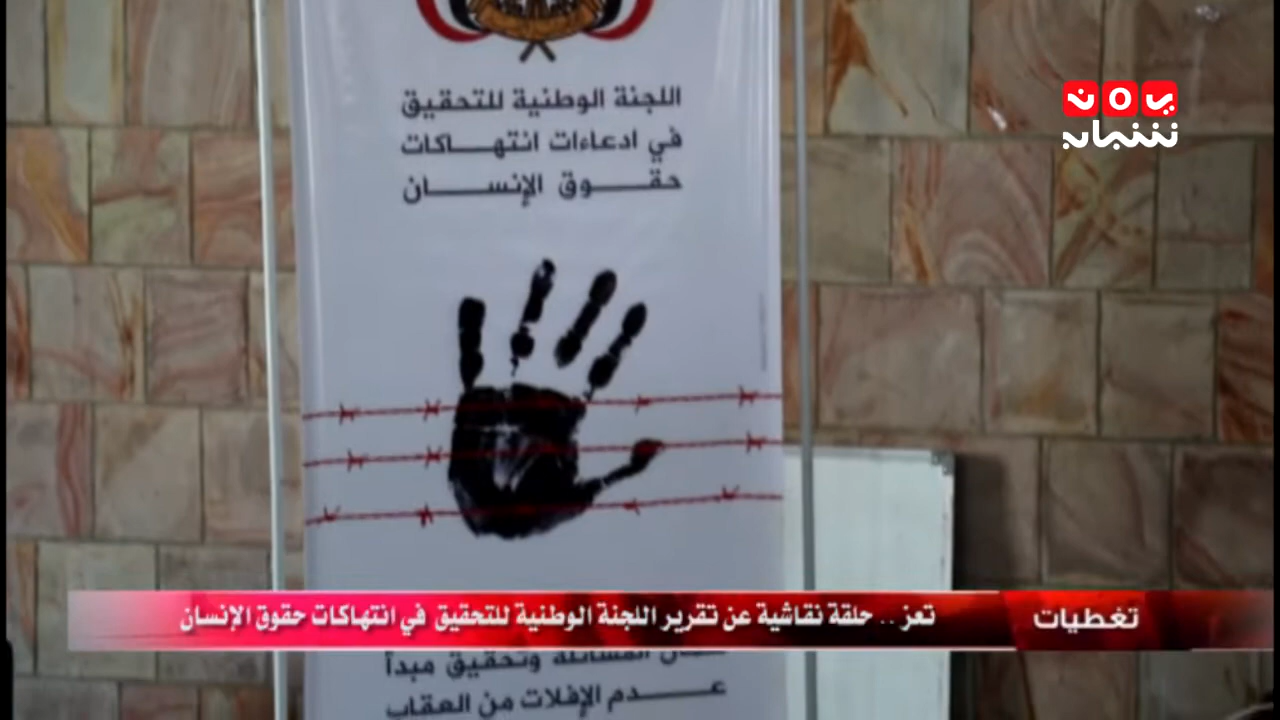 اللجنة الوطنية للتحقيق
في ادعاءات انتهاكات
حقوق الإنسان
يمن
شباب
تغطيات
تعز .. حلقة نقاشية عن تقرير اللجنة الوطنية للتحقيق في انتهاكات حقوق الإنسان
المسائلة وتحقيق مبدأ
عدم الإفلات من العقاب